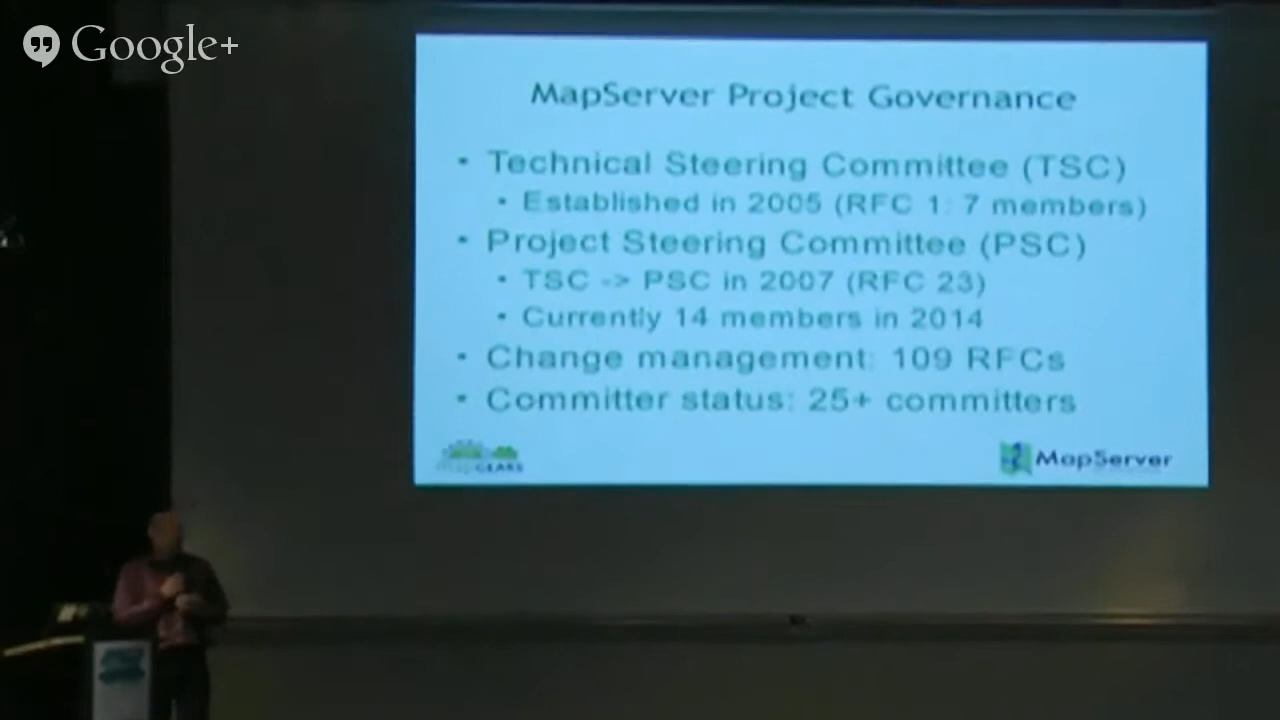 Google+
MapServer Project Governance
• Technical Steering Committee (TSC)
• Established in 2005 (RFC 1: 7 members)
• Project Steering Committee (PSC)
• TSC -> PSC in 2007 (RFC 23)
• Currently 14 members in 2014
• Change management: 109 RFCs
• Committer status: 25+ committers
mapGEARS
MapServer